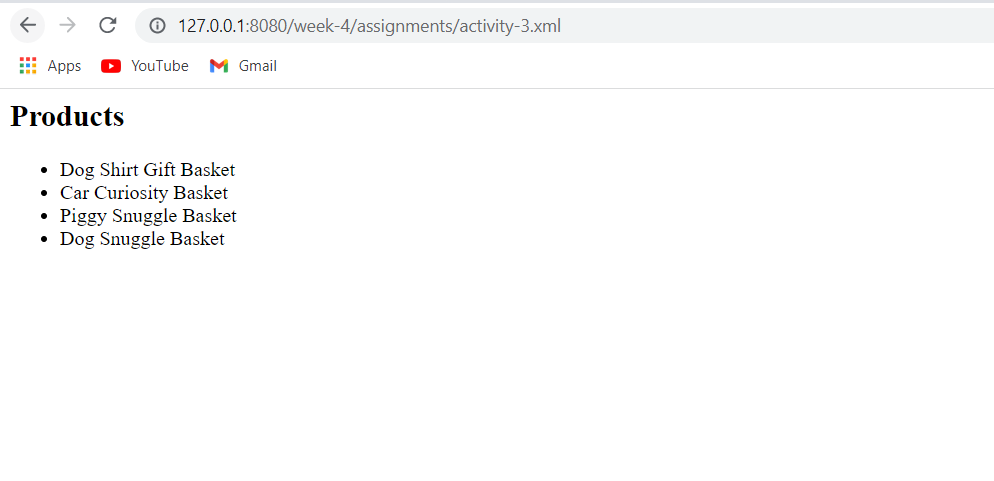 127.0.0.1:8080/week-4/assignments/activity-3.xml
Apps YouTube Gmail
Products
Dog Shirt Gift Basket
Car Curiosity Basket
Piggy Snuggle Basket
Dog Snuggle Basket